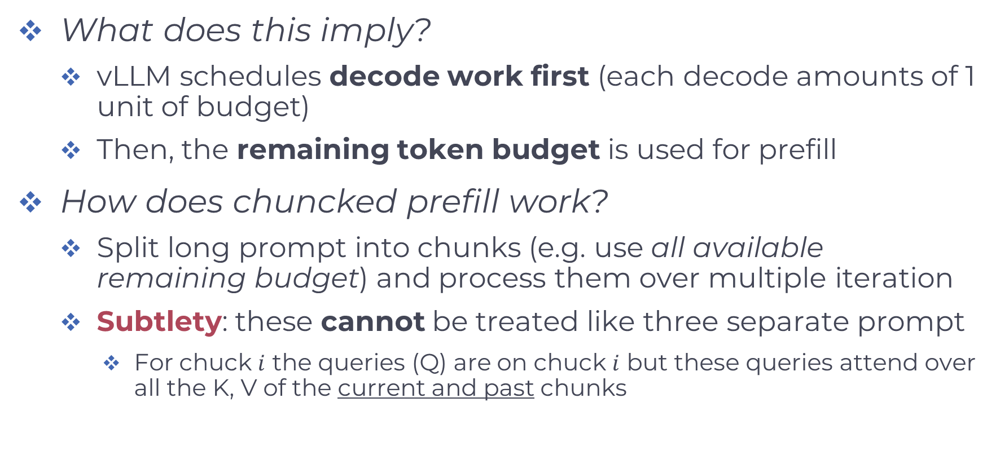 What does this imply?
vLLM schedules decode work first (each decode amounts of 1
unit of budget)
Then, the remaining token budget is used for prefill
How does chuncked prefill work?
Split long prompt into chunks (e.g. use all available
remaining budget) and process them over multiple iteration
Subtlety: these cannot be treated like three separate prompt
For chuck i the queries (Q) are on chuck i but these queries attend over
all the K, V of the current and past chunks